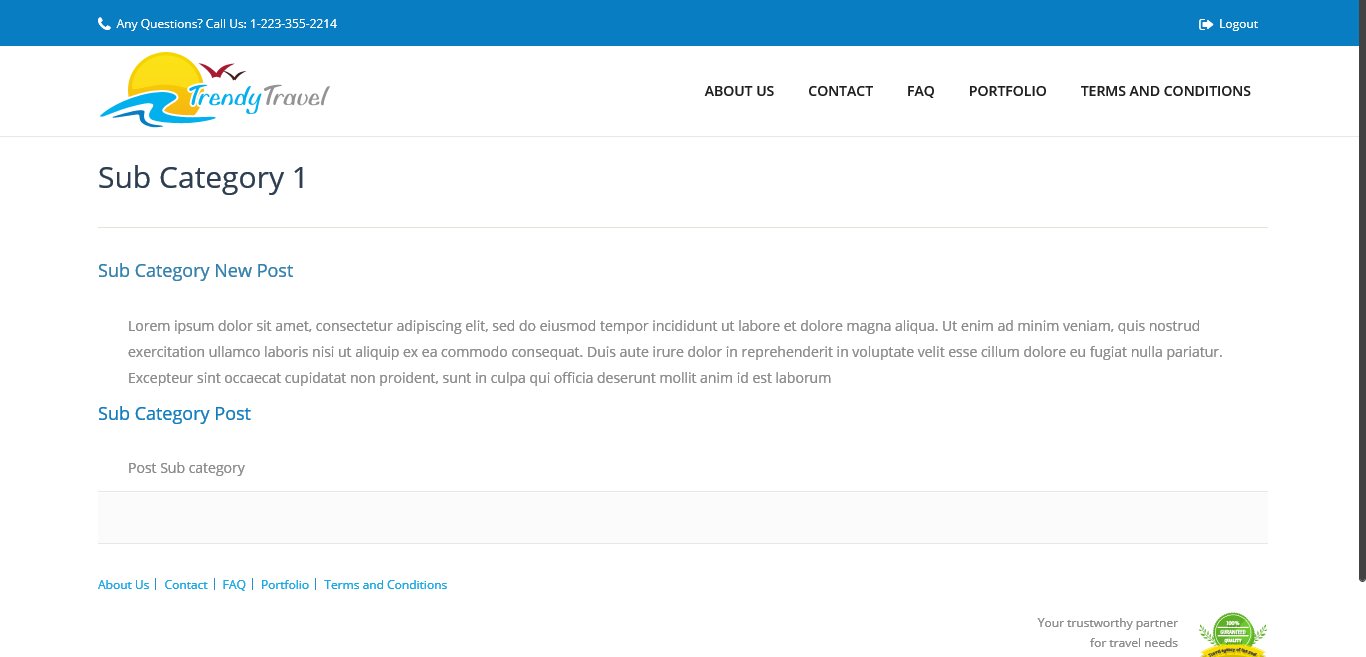 Any Questions? Call Us: 1-223-355-2214
Logout
TrendyTravel
ABOUT US
CONTACT
FAQ
PORTFOLIO
TERMS AND CONDITIONS
Sub Category 1
Sub Category New Post
Lorem ipsum dolor sit amet, consectetur adipiscing elit, sed do eiusmod tempor incididunt ut labore et dolore magna aliqua. Ut enim ad minim veniam, quis nostrud
exercitation ullamco laboris nisi ut aliquip ex ea commodo consequat. Duis aute irure dolor in reprehenderit in voluptate velit esse cillum dolore eu fugiat nulla pariatur.
Excepteur sint occaecat cupidatat non proident, sunt in culpa qui officia deserunt mollit anim id est laborum
Sub Category Post
Post Sub category
About Us | Contact | FAQ | Portfolio | Terms and Conditions
Your trustworthy partner
for travel needs
100%
QUALITY